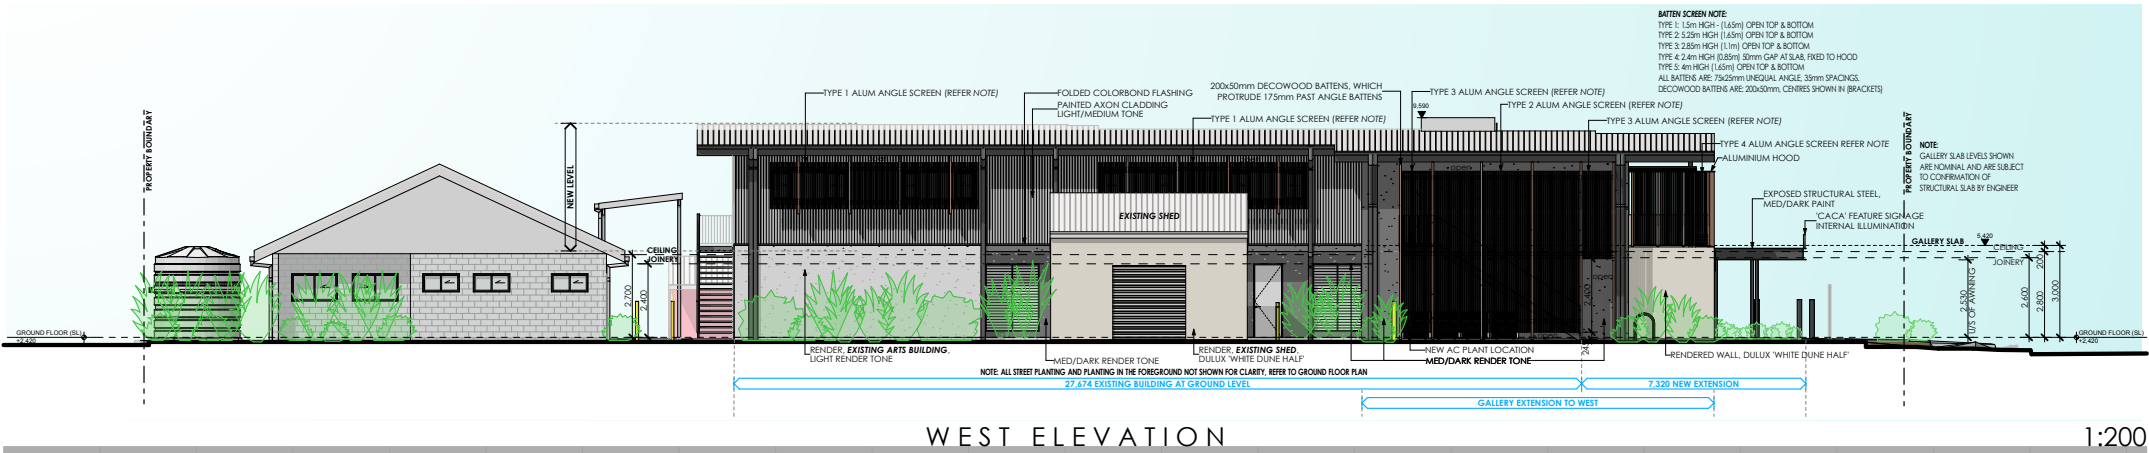 BATTEN SCREEN NOTE:
TYPE 1: 1.5m HIGH - (1.65m) OPEN TOP & BOTTOM
TYPE 2: 5.25m HIGH (1.65m) OPEN TOP & BOTTOM
TYPE 3: 2.85m HIGH (1.1m) OPEN TOP & BOTTOM
TYPE 4: 2.4m HIGH (0.85m) 50mm GAP AT SLAB, FIXED TO HOOD
TYPE 5: 4m HIGH (1.65m) OPEN TOP & BOTTOM
ALL BATTENS ARE: 75x25mm UNEQUAL ANGLE, 35mm SPACINGS.
DECOWOOD BATTENS ARE: 200x50mm, CENTRES SHOWN IN (BRACKETS)
TYPE 1 ALUM ANGLE SCREEN (REFER NOTE)
FOLDED COLORBOND FLASHING
PAINTED AXON CLADDING
LIGHT/MEDIUM TONE
200x50mm DECOWOOD BATTENS, WHICH
PROTRUDE 175mm PAST ANGLE BATTENS
TYPE 1 ALUM ANGLE SCREEN (REFER NOTE)
TYPE 3 ALUM ANGLE SCREEN (REFER NOTE)
9,590
TYPE 2 ALUM ANGLE SCREEN (REFER NOTE)
TYPE 3 ALUM ANGLE SCREEN (REFER NOTE)
TYPE 4 ALUM ANGLE SCREEN REFER NOTE
ALUMINIUM HOOD
PROPERTY BOUNDARY
PROPERTY BOUNDARY
NOTE:
GALLERY SLAB LEVELS SHOWN
ARE NOMINAL AND ARE SUBJECT
TO CONFIRMATION OF
STRUCTURAL SLAB BY ENGINEER
NEW LEVEL
open
EXISTING SHED
EXPOSED STRUCTURAL STEEL,
MED/DARK PAINT
'CACA' FEATURE SIGNAGE
INTERNAL ILLUMINATION
GALLERY SLAB
5,420
CEILING
JOINERY
CEILING
JOINERY
open
2,700
2,400
2,400
2,530
U/S OF AWNING
2,600
200
2,800
3,000
GROUND FLOOR (SL)
+2,420
GROUND FLOOR (SL)
+2,420
RENDER, EXISTING ARTS BUILDING,
LIGHT RENDER TONE
MED/DARK RENDER TONE
RENDER, EXISTING SHED,
DULUX 'WHITE DUNE HALF'
NEW AC PLANT LOCATION
MED/DARK RENDER TONE
RENDERED WALL, DULUX 'WHITE DUNE HALF'
NOTE: ALL STREET PLANTING AND PLANTING IN THE FOREGROUND NOT SHOWN FOR CLARITY, REFER TO GROUND FLOOR PLAN
27,674 EXISTING BUILDING AT GROUND LEVEL
7,320 NEW EXTENSION
GALLERY EXTENSION TO WEST
WEST ELEVATION
1:200